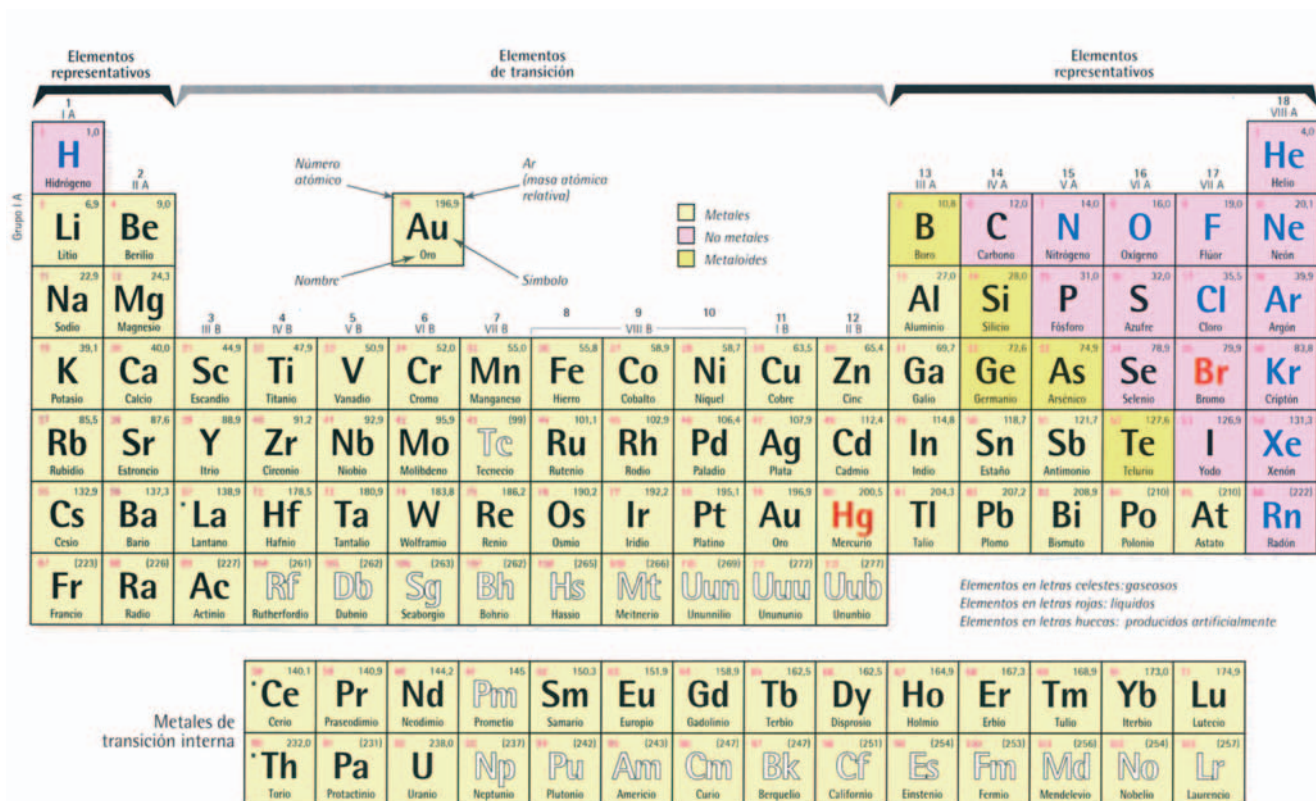 Elementos representativos
Elementos de transición
Elementos representativos
1
I A
18
VIII A
Grupo I A
1,0 4,0
H He
Hidrógeno Helio
2
II A
13 14 15 16 17
III A IV A V A VI A VII A
Número atómico
Ar (masa atómica relativa)
196,9
Au
Oro
Nombre
Símbolo
Metales
No metales
Metaloides
6,9 9,0 10,8 12,0 14,0 16,0 19,0 20,1
Li Be B C N O F Ne
Litio Berilio Boro Carbono Nitrógeno Oxígeno Flúor Neón
22,9 24,3 27,0 28,0 31,0 32,0 35,5 39,9
Na Mg Al Si P S Cl Ar
Sodio Magnesio Aluminio Silicio Fósforo Azufre Cloro Argón
3 4 5 6 7 8 9 10 11 12
III B IV B V B VI B VII B VIII B I B II B
39,1 40,0 44,9 47,9 50,9 52,0 55,0 55,8 58,9 58,7 63,5 65,4 69,7 72,6 74,9 78,9 79,9 83,8
K Ca Sc Ti V Cr Mn Fe Co Ni Cu Zn Ga Ge As Se Br Kr
Potasio Calcio Escandio Titanio Vanadio Cromo Manganeso Hierro Cobalto Niquel Cobre Cinc Galio Germanio Arsénico Selenio Bromo Criptón
85,5 87,6 88,9 91,2 92,9 95,9 (99) 101,1 102,9 106,4 107,9 112,4 114,8 118,7 121,7 127,6 126,9 131,3
Rb Sr Y Zr Nb Mo Tc Ru Rh Pd Ag Cd In Sn Sb Te I Xe
Rubidio Estroncio Itrio Circonio Niobio Molibdeno Tecnecio Rutenio Rodio Paladio Plata Cadmio Indio Estaño Antimonio Telurio Yodo Xenón
132,9 137,3 138,9 178,5 180,9 183,8 186,2 190,2 192,2 195,1 196,9 200,5 204,3 207,2 208,9 (210) (210) (222)
Cs Ba *La Hf Ta W Re Os Ir Pt Au Hg Tl Pb Bi Po At Rn
Cesio Bario Lantano Hafnio Tantalio Wolframio Renio Osmio Iridio Platino Oro Mercurio Talio Plomo Bismuto Polonio Astato Radón
(223) (226) (227) (261) (262) (263) (262) (265) (266) (269) (272) (277)
Fr Ra Ac Rf Db Sg Bh Hs Mt Uun Uuu Uub
Francio Radio Actinio Rutherfordio Dubnio Seaborgio Bohrio Hassio Meitnerio Ununnilio Unununio Ununbio
Elementos en letras celestes: gaseosos
Elementos en letras rojas: líquidos
Elementos en letras huecas: producidos artificialmente
Metales de transición interna
140,1 140,9 144,2 145 150,3 151,9 158,9 162,5 162,5 164,9 167,3 168,9 173,0 174,9
*Ce Pr Nd Pm Sm Eu Gd Tb Dy Ho Er Tm Yb Lu
Cerio Praseodimio Neodimio Prometio Samario Europio Gadolinio Terbio Disprosio Holmio Erbio Tulio Iterbio Lutecio
232,0 (231) 238,0 (237) (242) (243) (247) (247) (251) (254) (253) (256) (254) (257)
*Th Pa U Np Pu Am Cm Bk Cf Es Fm Md No Lr
Torio Protactinio Uranio Neptunio Plutonio Americio Curio Berquelio Californio Einstenio Fermio Mendelevio Nobelio Laurencio